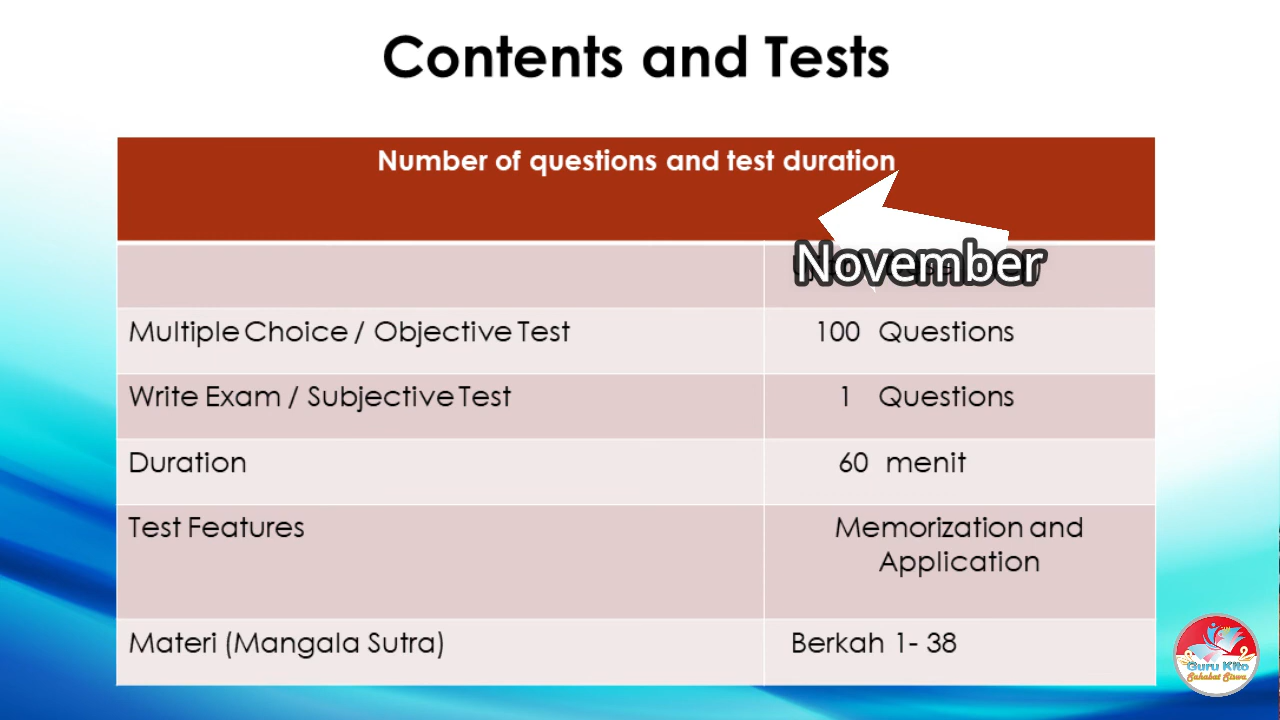 Contents and Tests
Number of questions and test duration
November
Multiple Choice / Objective Test 100 Questions
Write Exam / Subjective Test 1 Questions
Duration 60 menit
Test Features Memorization and
Application
Materi (Mangala Sutra) Berkah 1- 38
Guru Kito
Sahabat Siswa